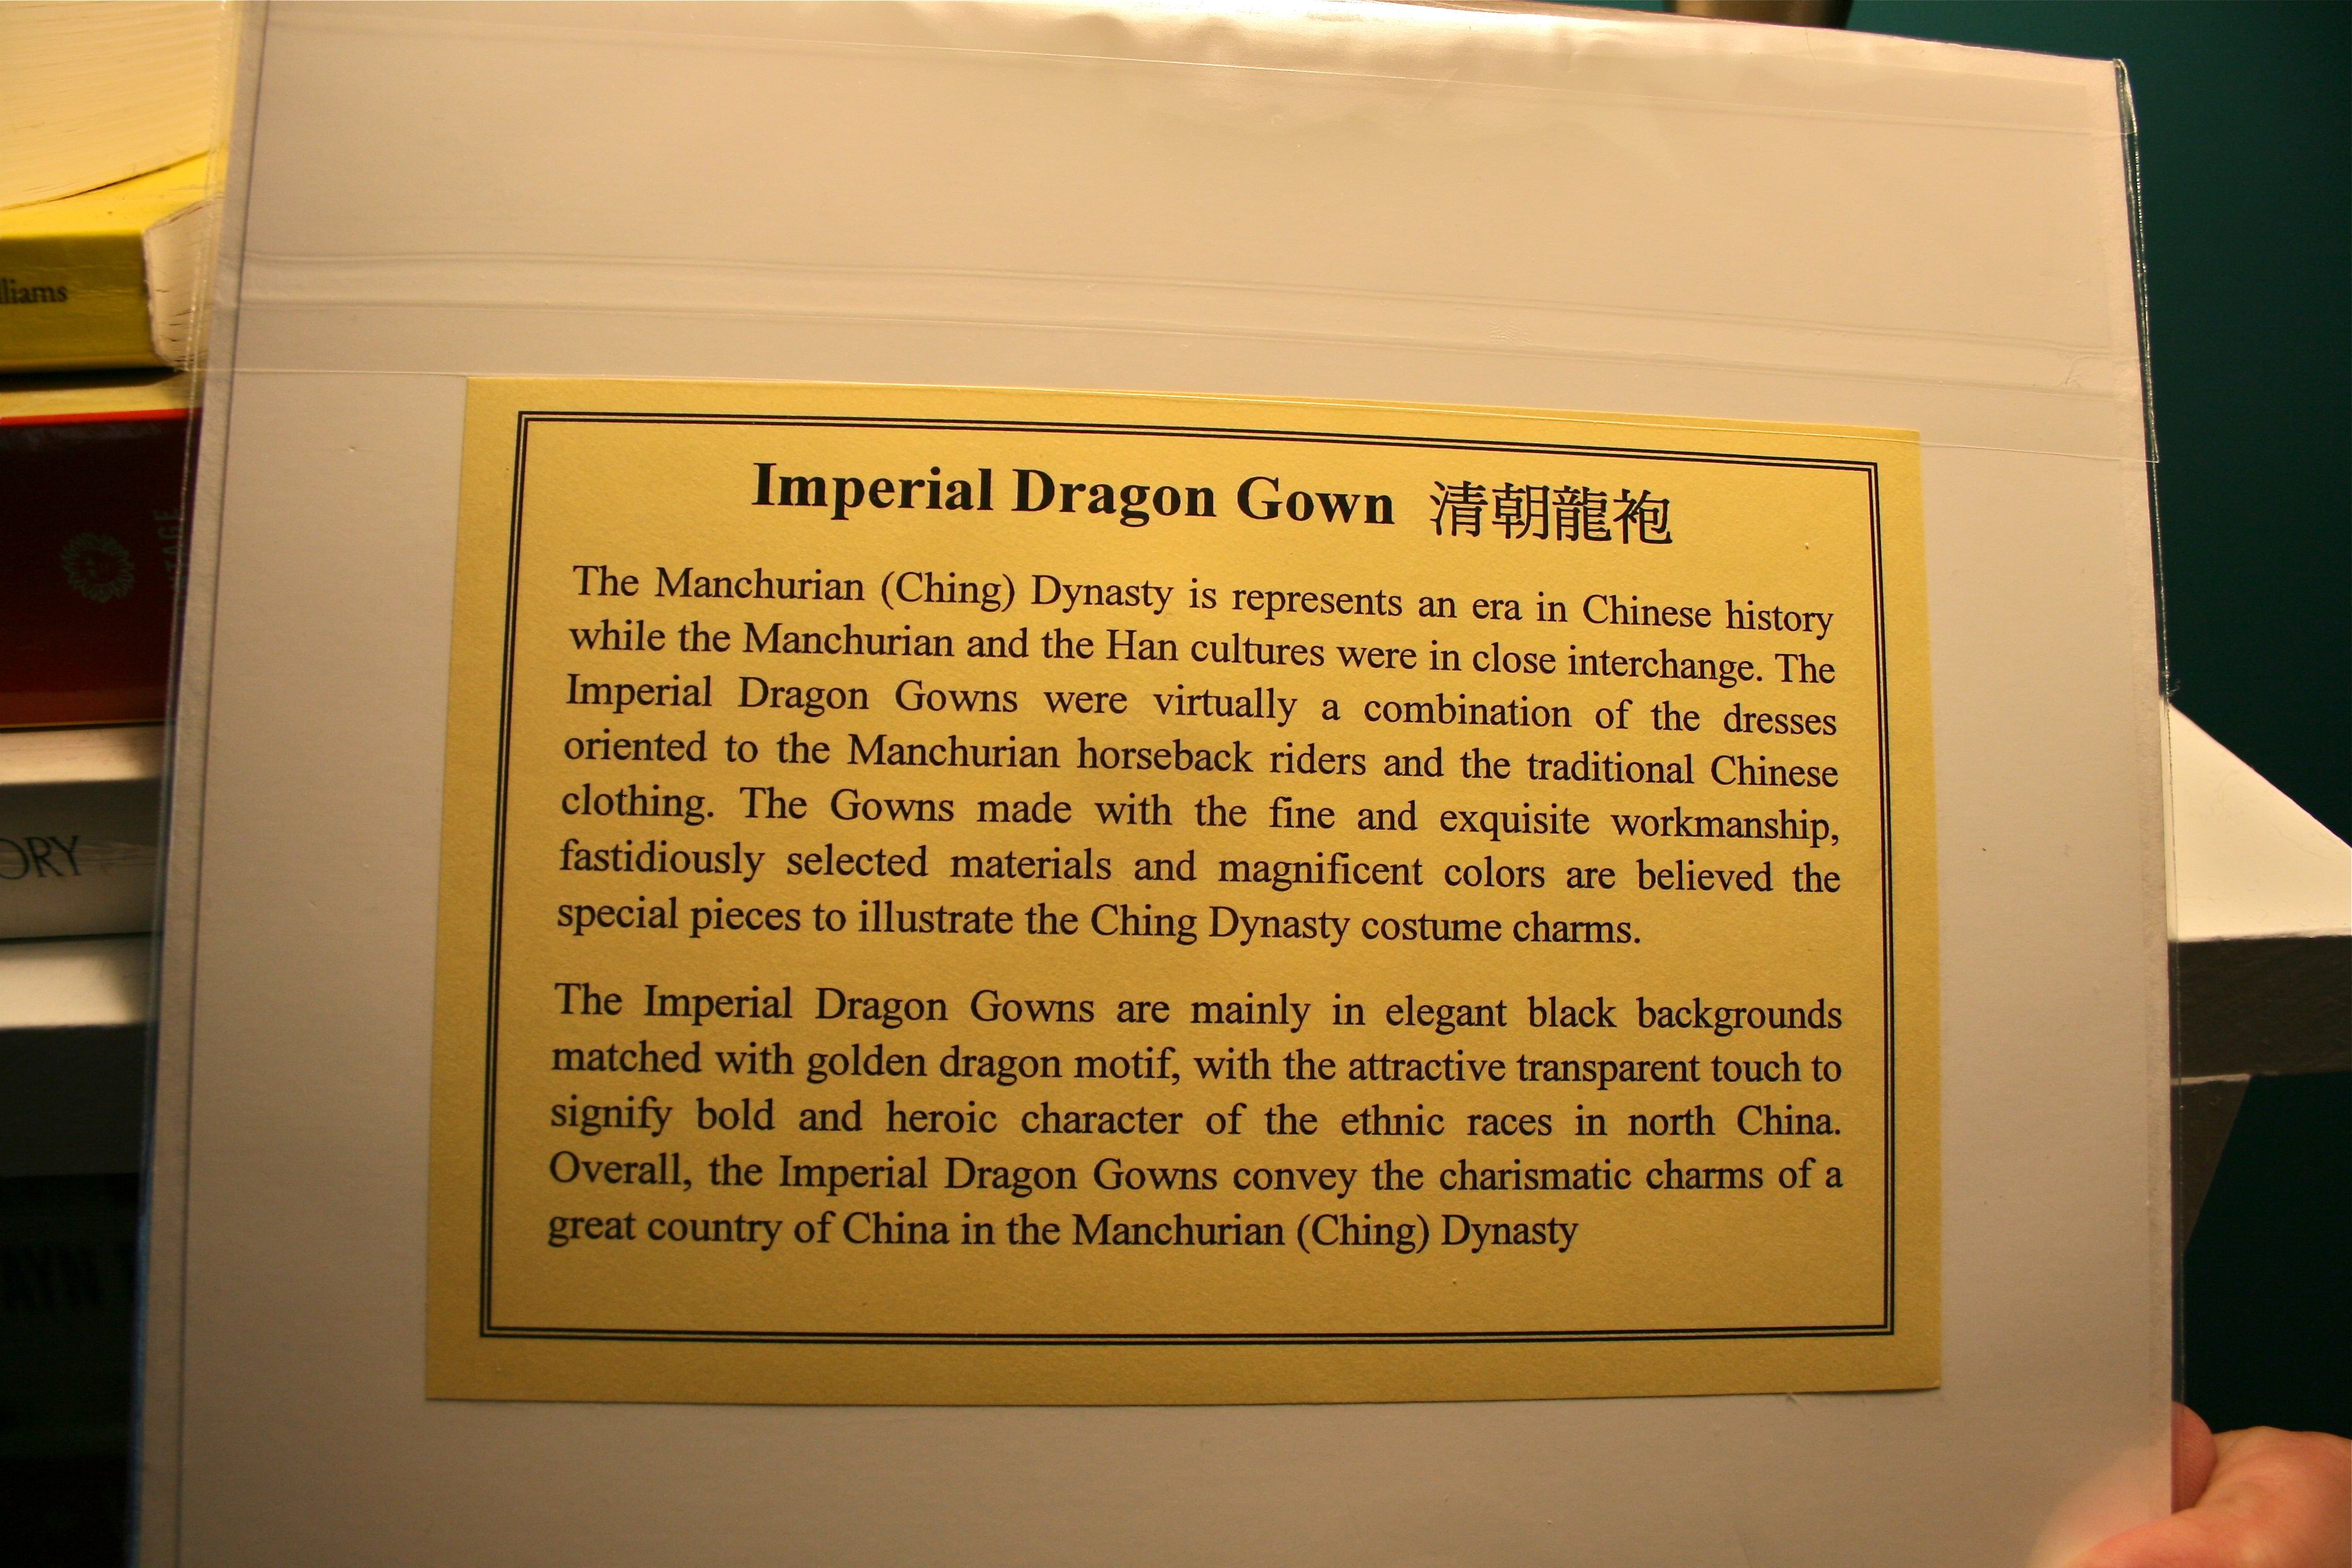 lliams
ORY
Imperial Dragon Gown 清朝龍袍
The Manchurian (Ching) Dynasty is represents an era in Chinese history
while the Manchurian and the Han cultures were in close interchange. The
Imperial Dragon Gowns were virtually a combination of the dresses
oriented to the Manchurian horseback riders and the traditional Chinese
clothing. The Gowns made with the fine and exquisite workmanship,
fastidiously selected materials and magnificent colors are believed the
special pieces to illustrate the Ching Dynasty costume charms.
The Imperial Dragon Gowns are mainly in elegant black backgrounds
matched with golden dragon motif, with the attractive transparent touch to
signify bold and heroic character of the ethnic races in north China.
Overall, the Imperial Dragon Gowns convey the charismatic charms of a
great country of China in the Manchurian (Ching) Dynasty